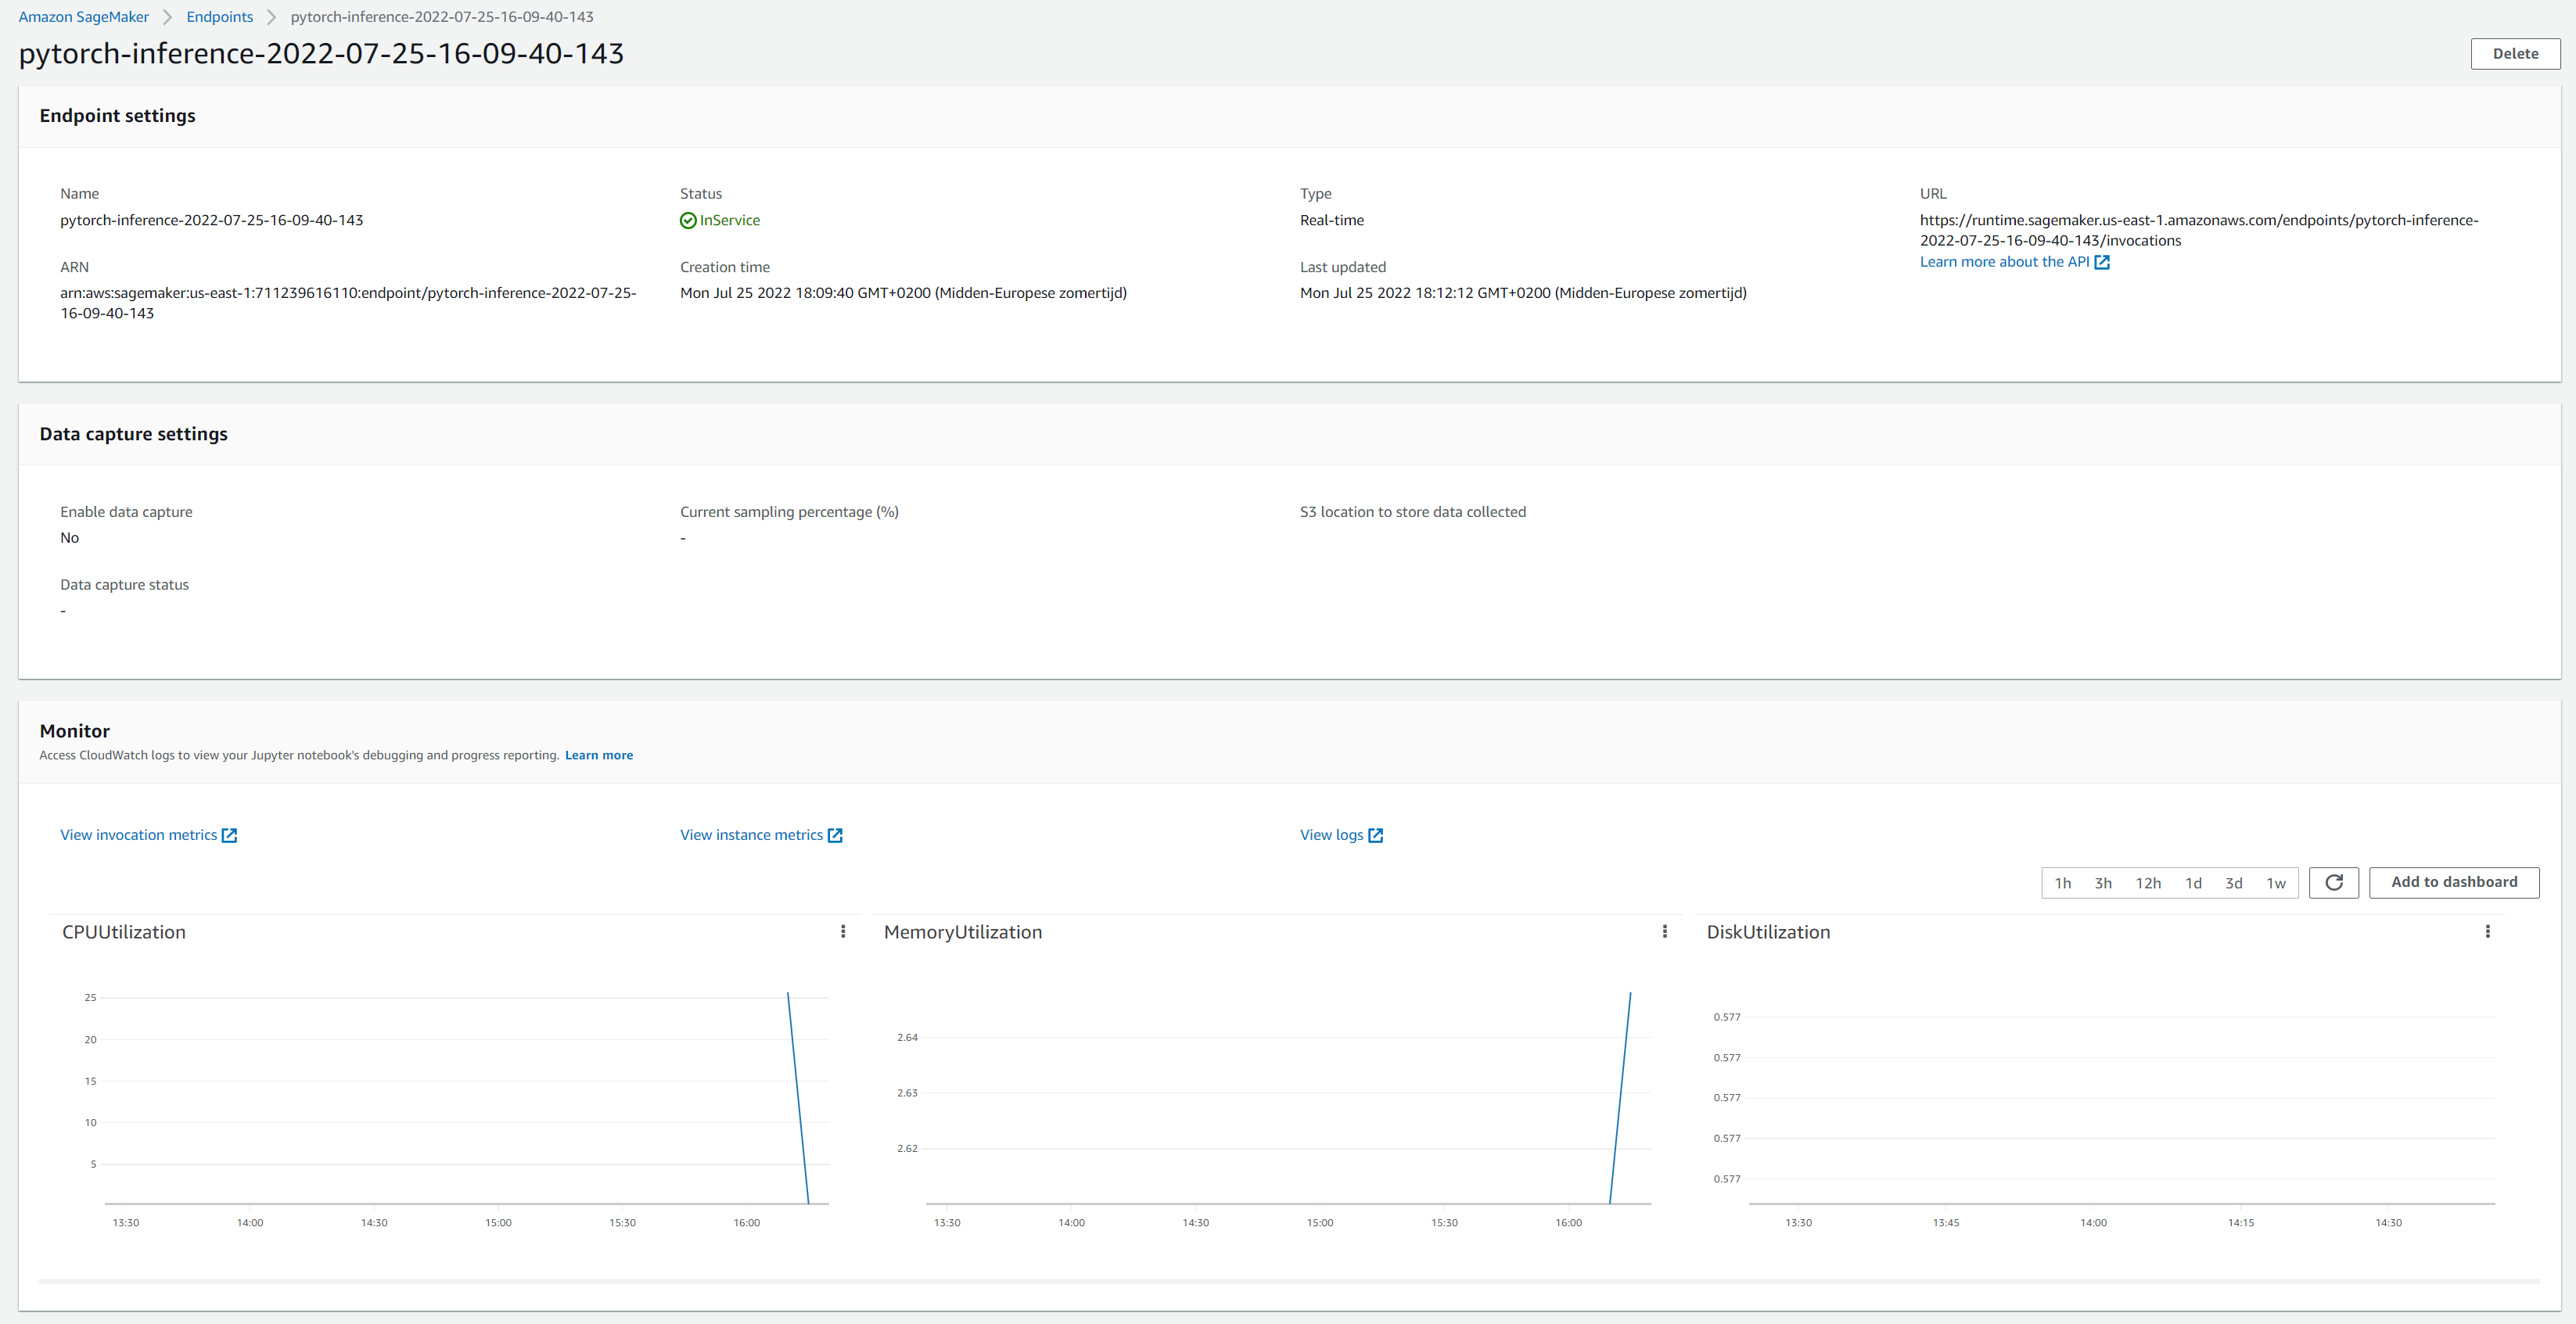 Amazon SageMaker > Endpoints > pytorch-inference-2022-07-25-16-09-40-143
pytorch-inference-2022-07-25-16-09-40-143
Delete
Endpoint settings
Name
pytorch-inference-2022-07-25-16-09-40-143
Status
InService
Type
Real-time
URL
https://runtime.sagemaker.us-east-1.amazonaws.com/endpoints/pytorch-inference-
2022-07-25-16-09-40-143/invocations
Learn more about the API
ARN
arn:aws:sagemaker:us-east-1:711239616110:endpoint/pytorch-inference-2022-07-25-
16-09-40-143
Creation time
Mon Jul 25 2022 18:09:40 GMT+0200 (Midden-Europese zomertijd)
Last updated
Mon Jul 25 2022 18:12:12 GMT+0200 (Midden-Europese zomertijd)
Data capture settings
Enable data capture
No
Current sampling percentage (%)
-
S3 location to store data collected
Data capture status
-
Monitor
Access CloudWatch logs to view your Jupyter notebook's debugging and progress reporting. Learn more
View invocation metrics
View instance metrics
View logs
1h 3h 12h 1d 3d 1w
Add to dashboard
CPUUtilization
25
20
15
10
5
13:30 14:00 14:30 15:00 15:30 16:00
MemoryUtilization
2.64
2.63
2.62
13:30 14:00 14:30 15:00 15:30 16:00
DiskUtilization
0.577
0.577
0.577
0.577
0.577
13:30 13:45 14:00 14:15 14:30